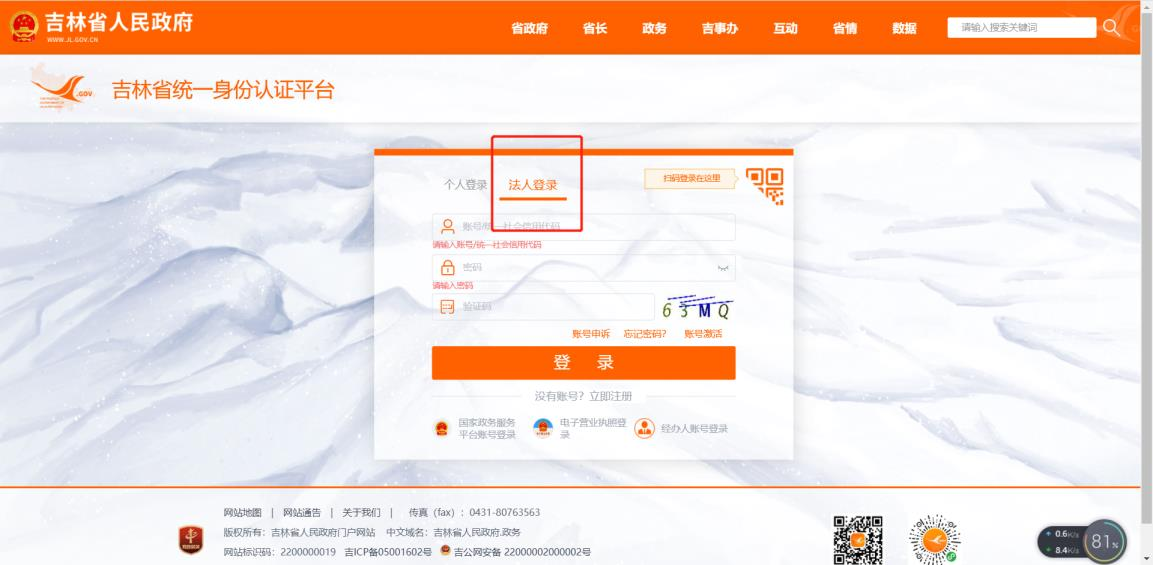 吉林省人民政府
WWW.JL.GOV.CN
省政府 省长 政务 吉事办 互动 省情 数据 请输入搜索关键词
.GOV
吉林省统一身份认证平台
个人登录 法人登录 扫码登录在这里
账号/统一社会信用代码
请输入账号/统一社会信用代码
密码
请输入密码
验证码 63MQ
账号申诉 忘记密码? 账号激活
登 录
没有账号？立即注册
国家政务服务平台账号登录
电子营业执照登录
经办人账号登录
网站地图 | 网站通告 | 关于我们 | 传真（fax）: 0431-80763563
版权所有：吉林省人民政府门户网站 中文域名：吉林省人民政府.政务
网站标识码：2200000019 吉ICP备05001602号 吉公网安备 22000002000002号
0.6K/s
8.4K/s
81%